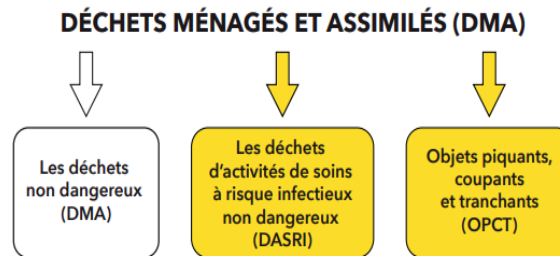 DÉCHETS MÉNAGÉS ET ASSIMILÉS (DMA)
Les déchets
non dangereux
(DMA)
Les déchets
d'activités de soins
à risque infectieux
non dangereux
(DASRI)
Objets piquants,
coupants
et tranchants
(OPCT)